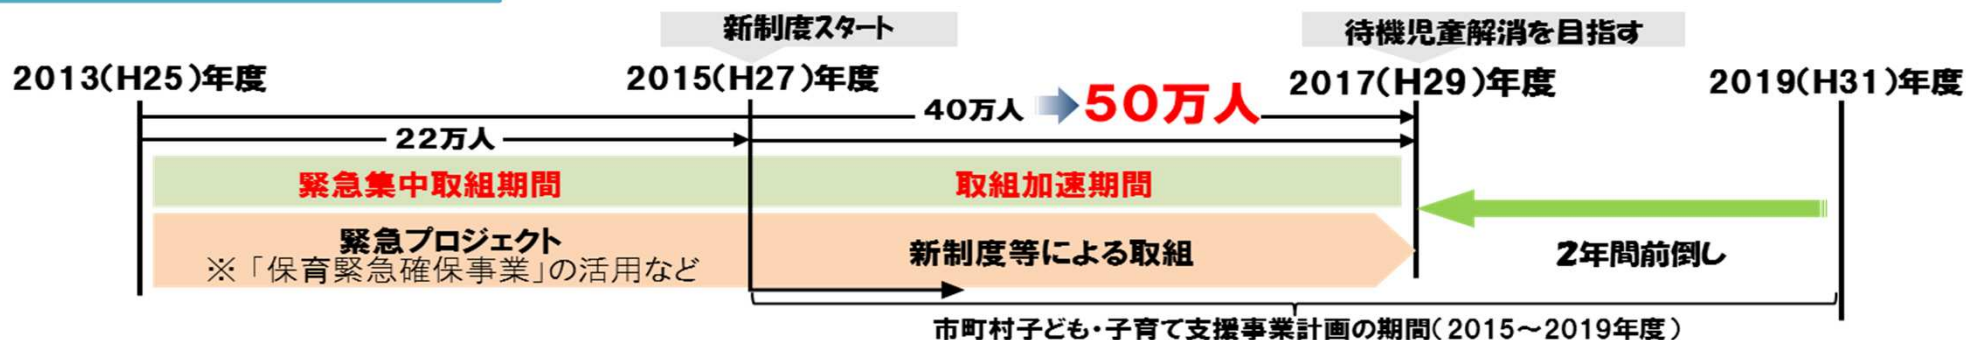 新制度スタート
待機児童解消を目指す
2013(H25)年度
2015(H27)年度
2017(H29)年度
2019(H31)年度
40万人
50万人
22万人
緊急集中取組期間
取組加速期間
緊急プロジェクト
※「保育緊急確保事業」の活用など
新制度等による取組
2年間前倒し
市町村子ども・子育て支援事業計画の期間(2015～2019年度)